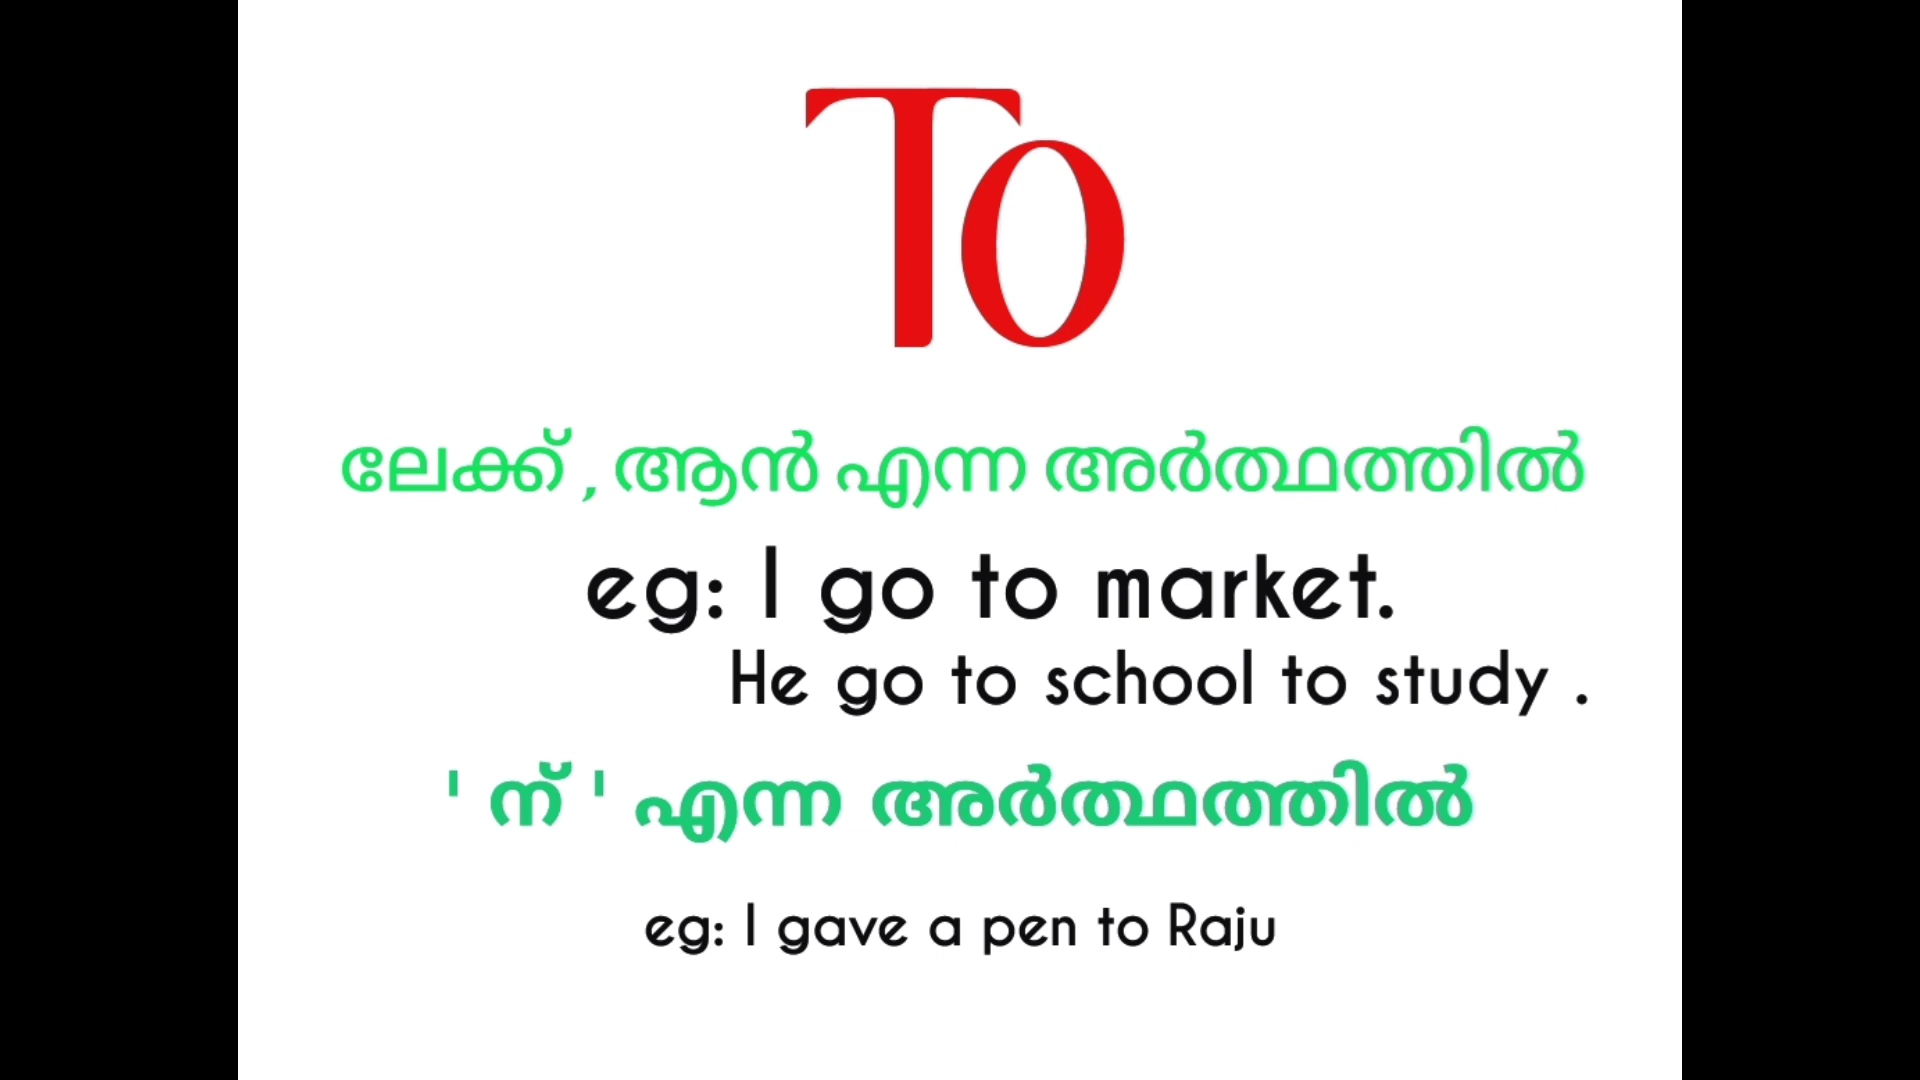 To
ലേക്ക് , ആൻ എന്ന അർത്ഥത്തിൽ
eg: I go to market.
He go to school to study .
' ന് ' എന്ന അർത്ഥത്തിൽ
eg: I gave a pen to Raju